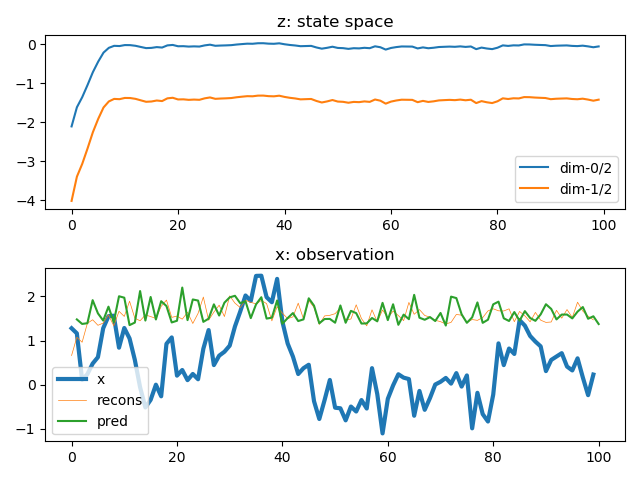 z: state space
0
−1
−2
−3
−4
dim-0/2
dim-1/2
0 20 40 60 80 100
x: observation
2
1
0
−1
x
recons
pred
0 20 40 60 80 100